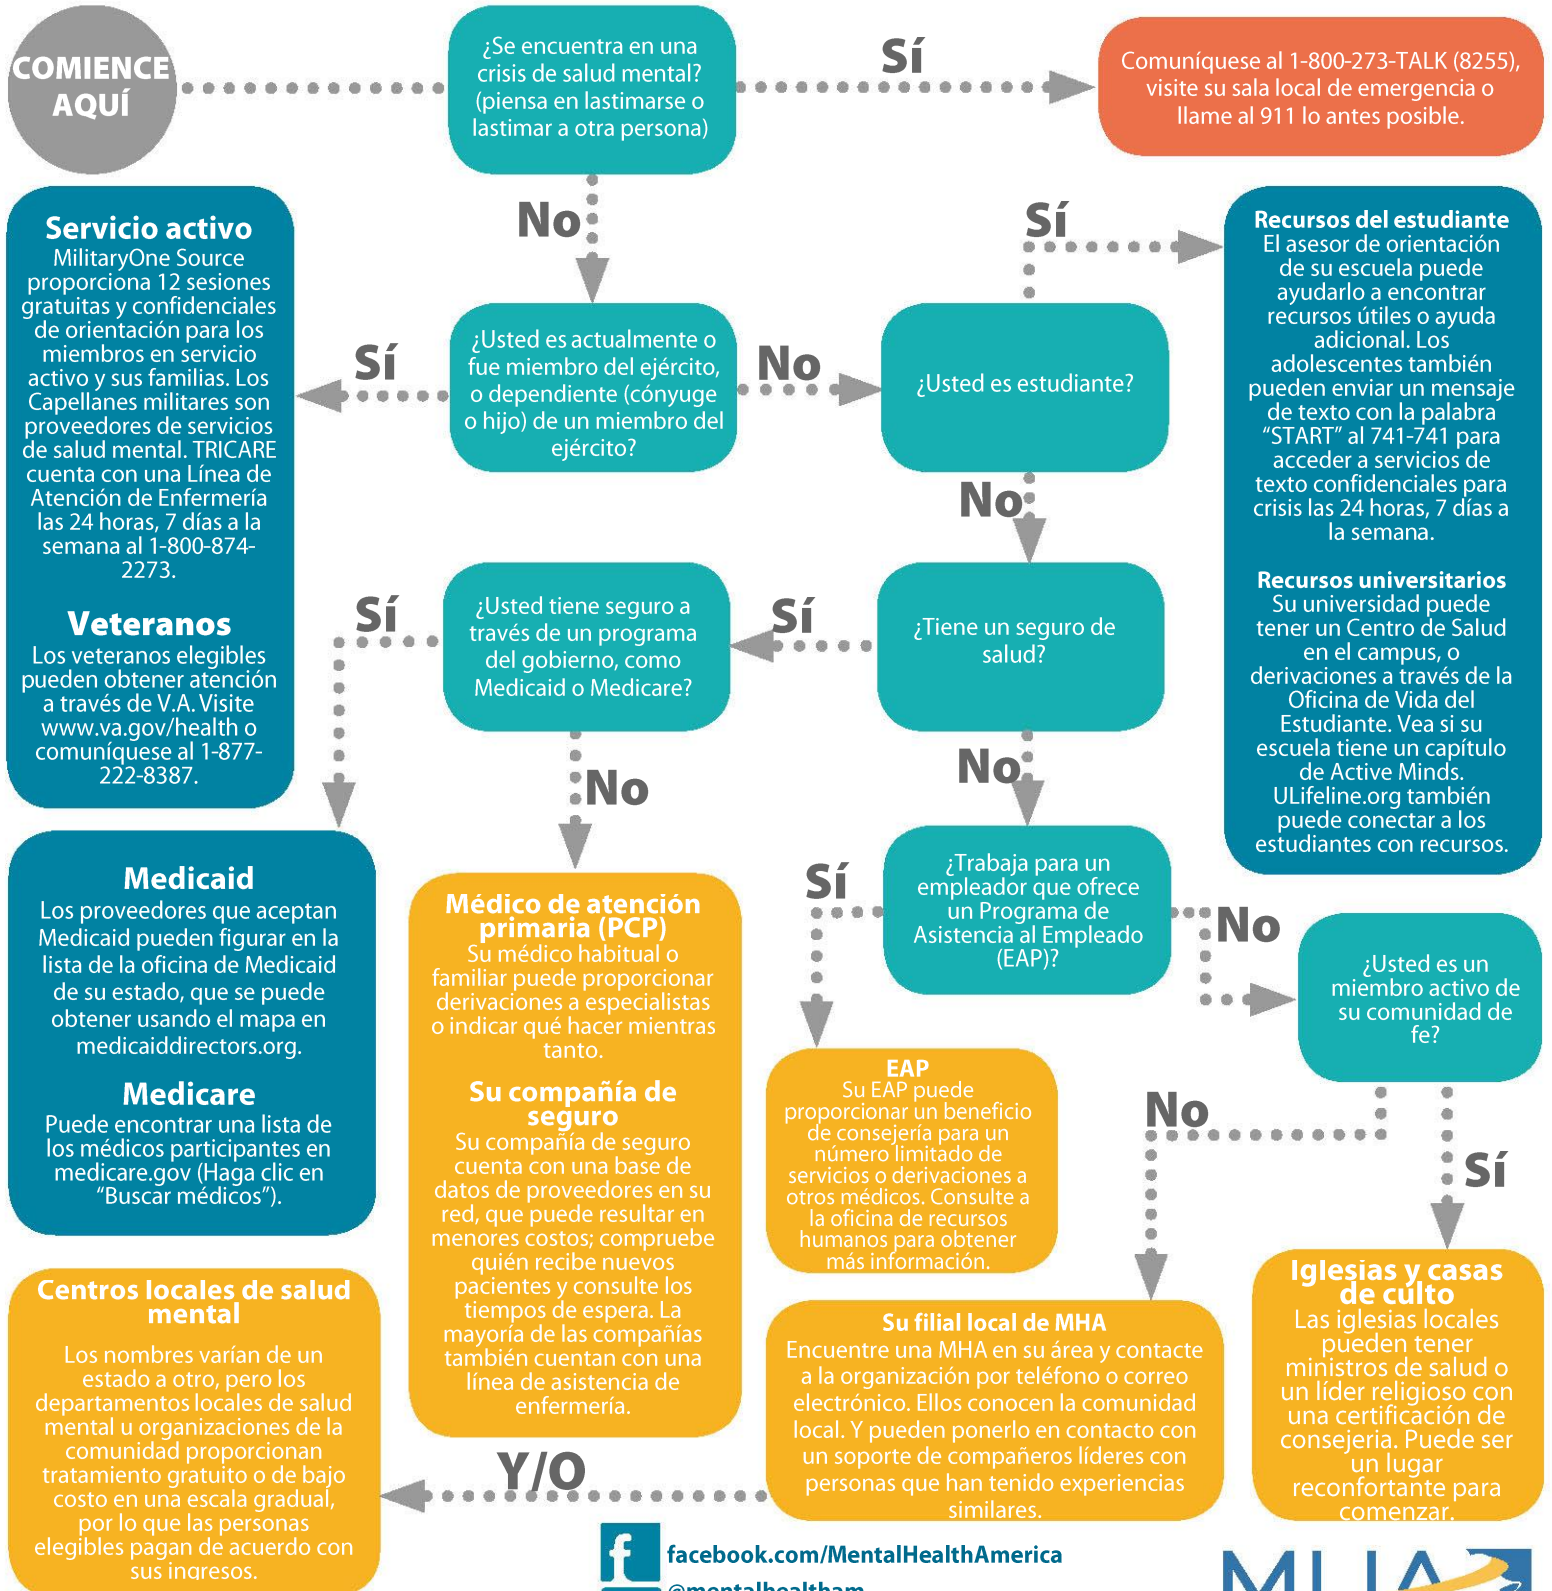 COMIENCE
AQUÍ
¿Se encuentra en una
crisis de salud mental?
(piensa en lastimarse o
lastimar a otra persona)
Sí
Comuníquese al 1-800-273-TALK (8255),
visite su sala local de emergencia o
llame al 911 lo antes posible.
No
Servicio activo
MilitaryOne Source
proporciona 12 sesiones
gratuitas y confidenciales
de orientación para los
miembros en servicio
activo y sus familias. Los
Capellanes militares son
proveedores de servicios
de salud mental. TRICARE
cuenta con una Línea de
Atención de Enfermería
las 24 horas, 7 días a la
semana al 1-800-874-
2273.
Veteranos
Los veteranos elegibles
pueden obtener atención
a través de V.A. Visite
www.va.gov/health o
comuníquese al 1-877-
222-8387.
Sí
¿Usted es actualmente o
fue miembro del ejército,
o dependiente (cónyuge
o hijo) de un miembro del
ejército?
No
¿Usted es estudiante?
Sí
Recursos del estudiante
El asesor de orientación
de su escuela puede
ayudarlo a encontrar
recursos útiles o ayuda
adicional. Los
adolescentes también
pueden enviar un mensaje
de texto con la palabra
“START” al 741-741 para
acceder a servicios de
texto confidenciales para
crisis las 24 horas, 7 días a
la semana.
Recursos universitarios
Su universidad puede
tener un Centro de Salud
en el campus, o
derivaciones a través de la
Oficina de Vida del
Estudiante. Vea si su
escuela tiene un capítulo
de Active Minds.
ULifeline.org también
puede conectar a los
estudiantes con recursos.
No
¿Tiene un seguro de
salud?
Sí
¿Usted tiene seguro a
través de un programa
del gobierno, como
Medicaid o Medicare?
Sí
Medicaid
Los proveedores que aceptan
Medicaid pueden figurar en la
lista de la oficina de Medicaid
de su estado, que se puede
obtener usando el mapa en
medicaiddirectors.org.
Medicare
Puede encontrar una lista de
los médicos participantes en
medicare.gov (Haga clic en
“Buscar médicos”).
No
Médico de atención
primaria (PCP)
Su médico habitual o
familiar puede proporcionar
derivaciones a especialistas
o indicar qué hacer mientras
tanto.
Su compañía de
seguro
Su compañía de seguro
cuenta con una base de
datos de proveedores en su
red, que puede resultar en
menores costos; compruebe
quién recibe nuevos
pacientes y consulte los
tiempos de espera. La
mayoría de las compañías
también cuentan con una
línea de asistencia de
enfermería.
No
¿Trabaja para un
empleador que ofrece
un Programa de
Asistencia al Empleado
(EAP)?
Sí
EAP
Su EAP puede
proporcionar un beneficio
de consejería para un
número limitado de
servicios o derivaciones a
otros médicos. Consulte a
la oficina de recursos
humanos para obtener
más información.
No
¿Usted es un
miembro activo de
su comunidad de
fe?
No
Su filial local de MHA
Encuentre una MHA en su área y contacte
a la organización por teléfono o correo
electrónico. Ellos conocen la comunidad
local. Y pueden ponerlo en contacto con
un soporte de compañeros líderes con
personas que han tenido experiencias
similares.
Sí
Iglesias y casas
de culto
Las iglesias locales
pueden tener
ministros de salud o
un líder religioso con
una certificación de
consejeria. Puede ser
un lugar
reconfortante para
comenzar.
Y/O
Centros locales de salud
mental
Los nombres varían de un
estado a otro, pero los
departamentos locales de salud
mental u organizaciones de la
comunidad proporcionan
tratamiento gratuito o de bajo
costo en una escala gradual,
por lo que las personas
elegibles pagan de acuerdo con
sus ingresos.
f facebook.com/MentalHealthAmerica
@mentalhealtham
MHA